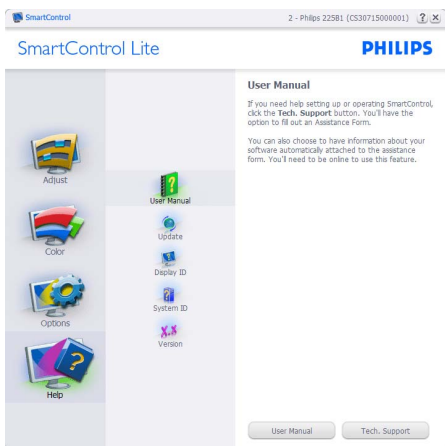 SmartControl
2 - Philips 225B1 (CS30715000001)
SmartControl Lite
PHILIPS
Adjust
Color
Options
Help
User Manual
Update
Display ID
System ID
Version
User Manual
If you need help setting up or operating SmartControl,
click the Tech. Support button. You'll have the
option to fill out an Assistance Form.
You can also choose to have information about your
software automatically attached to the assistance
form. You'll need to be online to use this feature.
User Manual
Tech. Support